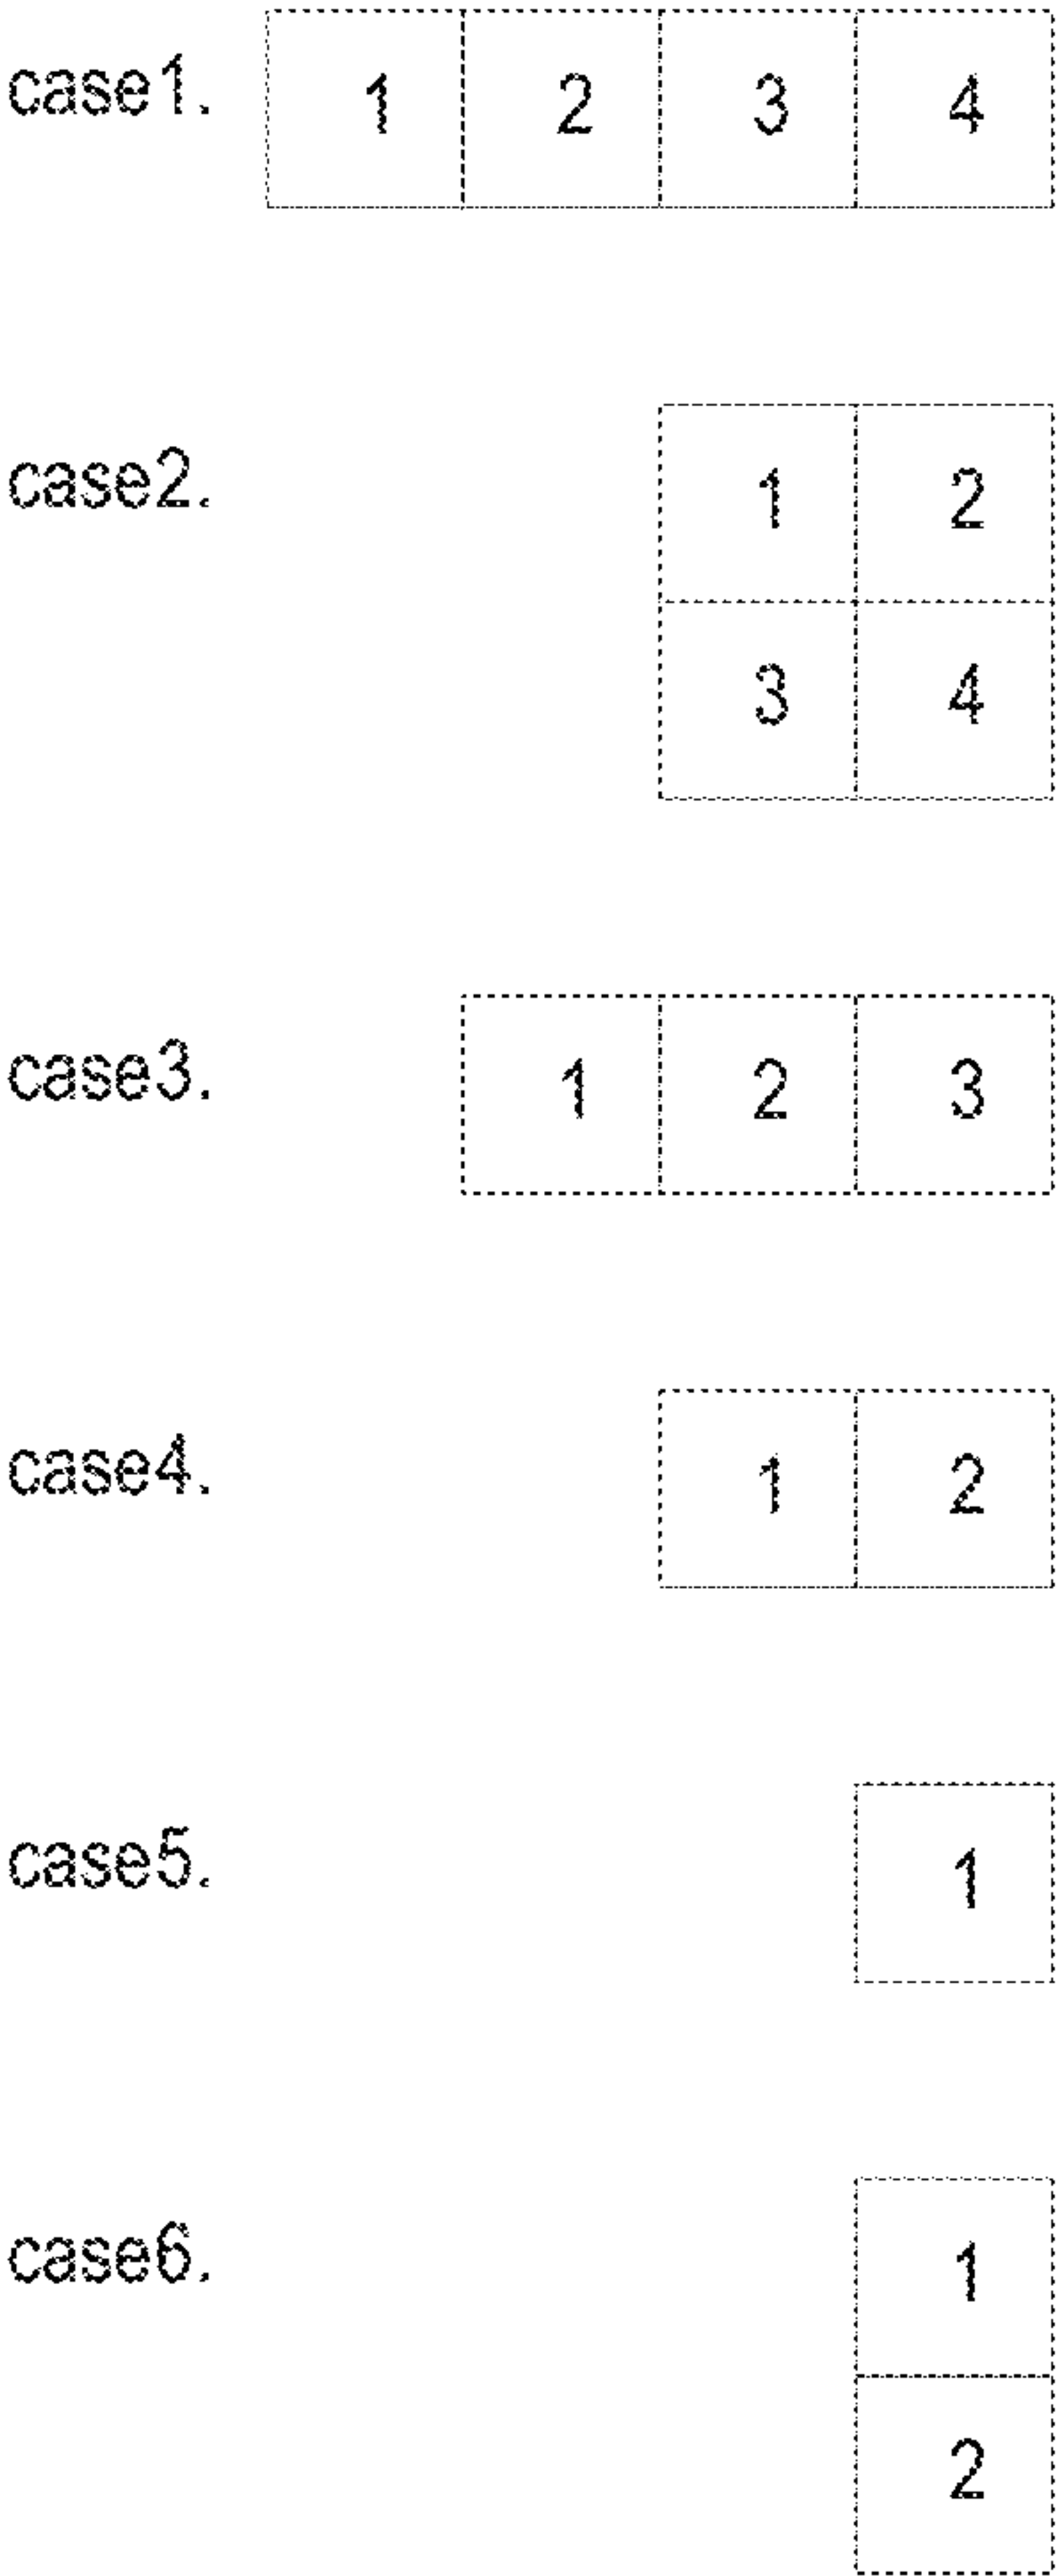 case1. 1 2 3 4
case2. 1 2
3 4
case3. 1 2 3
case4. 1 2
case5. 1
case6. 1
2